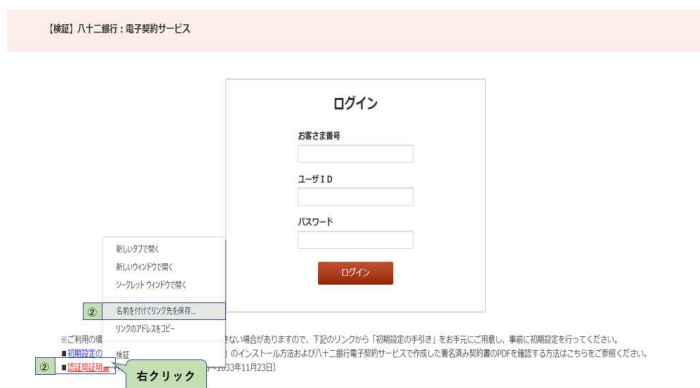 【検証】八十二銀行：電子契約サービス
ログイン
お客さま番号
ユーザＩＤ
パスワード
ログイン
新しいタブで開く
新しいウィンドウで開く
シークレット ウィンドウで開く
② 名前を付けてリンク先を保存...
リンクのアドレスをコピー
検証
※ご利用の環 きない場合がありますので、下記のリンクから「初期設定の手引き」をお手元にご用意し、事前に初期設定を行ってください。
■初期設定の 」のインストール方法および八十二銀行電子契約サービスで作成した署名済み契約書のPDFを確認する方法はこちらをご参照ください。
② ■認証局証明 ～2033年11月23日)
右クリック